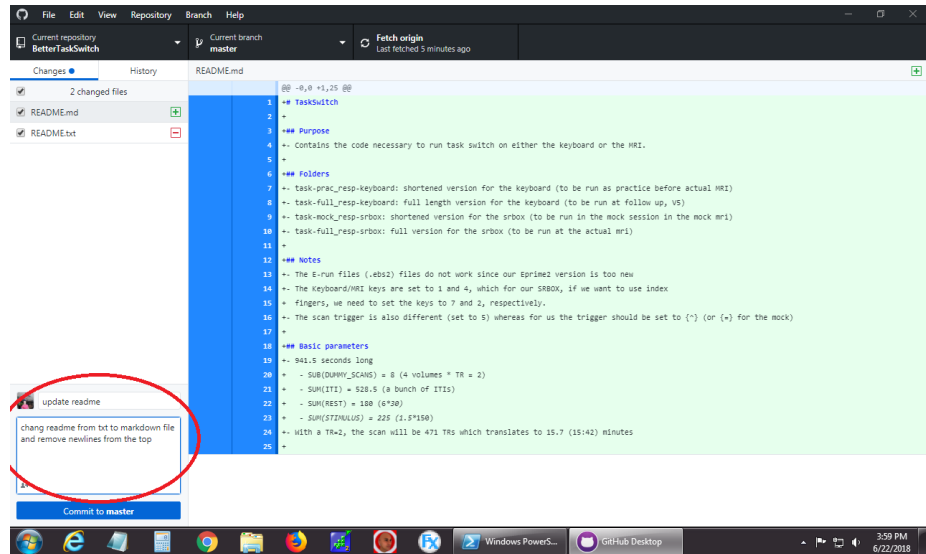 File Edit View Repository Branch Help
Current repository
BetterTaskSwitch
Current branch
master
Fetch origin
Last fetched 5 minutes ago
Changes
History
README.md
2 changed files
README.md
README.txt
@@ -0,0 +1,25 @@
1 +# TaskSwitch
2 +
3 +## Purpose
4 +- Contains the code necessary to run task switch on either the keyboard or the MRI.
5 +
6 +## Folders
7 +- task-prac_resp-keyboard: shortened version for the keyboard (to be run as practice before actual MRI)
8 +- task-full_resp-keyboard: full length version for the keyboard (to be run at follow up, V5)
9 +- task-mock_resp-srbox: shortened version for the srbox (to be run in the mock session in the mock mri)
10 +- task-full_resp-srbox: full version for the srbox (to be run at the actual mri)
11 +
12 +## Notes
13 +- The E-run files (.ebs2) files do not work since our Eprime2 version is too new
14 +- The Keyboard/MRI keys are set to 1 and 4, which for our SRBOX, if we want to use index
15 + fingers, we need to set the keys to 7 and 2, respectively.
16 +- The scan trigger is also different (set to 5) whereas for us the trigger should be set to {^} (or {=} for the mock)
17 +
18 +## Basic parameters
19 +- 941.5 seconds long
20 + - SUB(DUMMY_SCANS) = 8 (4 volumes * TR = 2)
21 + - SUM(ITI) = 528.5 (a bunch of ITIs)
22 + - SUM(REST) = 180 (6*30)
23 + - SUM(STIMULUS) = 225 (1.5*150)
24 +- With a TR=2, the scan will be 471 TRs which translates to 15.7 (15:42) minutes
25 +
update readme
chang readme from txt to markdown file
and remove newlines from the top
Commit to master
Windows PowerS...
GitHub Desktop
3:59 PM
6/22/2018